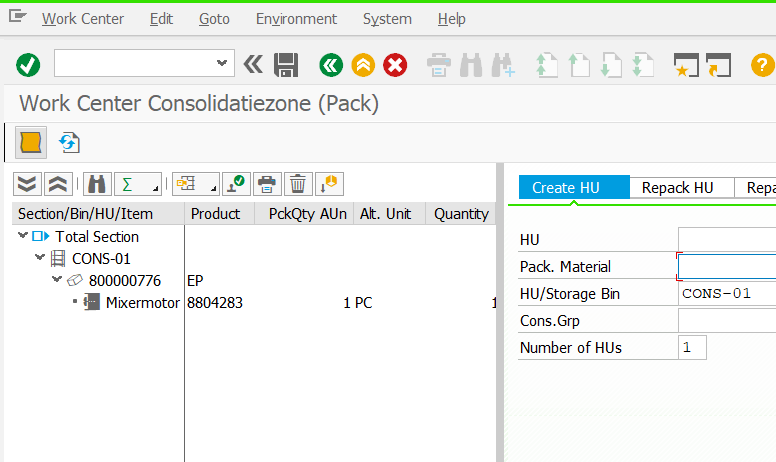 Work Center Edit Goto Environment System Help
Work Center Consolidatiezone (Pack)
Section/Bin/HU/Item Product PckQty AUn Alt. Unit Quantity
Total Section
CONS-01
800000776 EP
Mixermotor 8804283 1 PC 1
Create HU Repack HU Repa
HU
Pack. Material
HU/Storage Bin CONS-01
Cons.Grp
Number of HUs 1